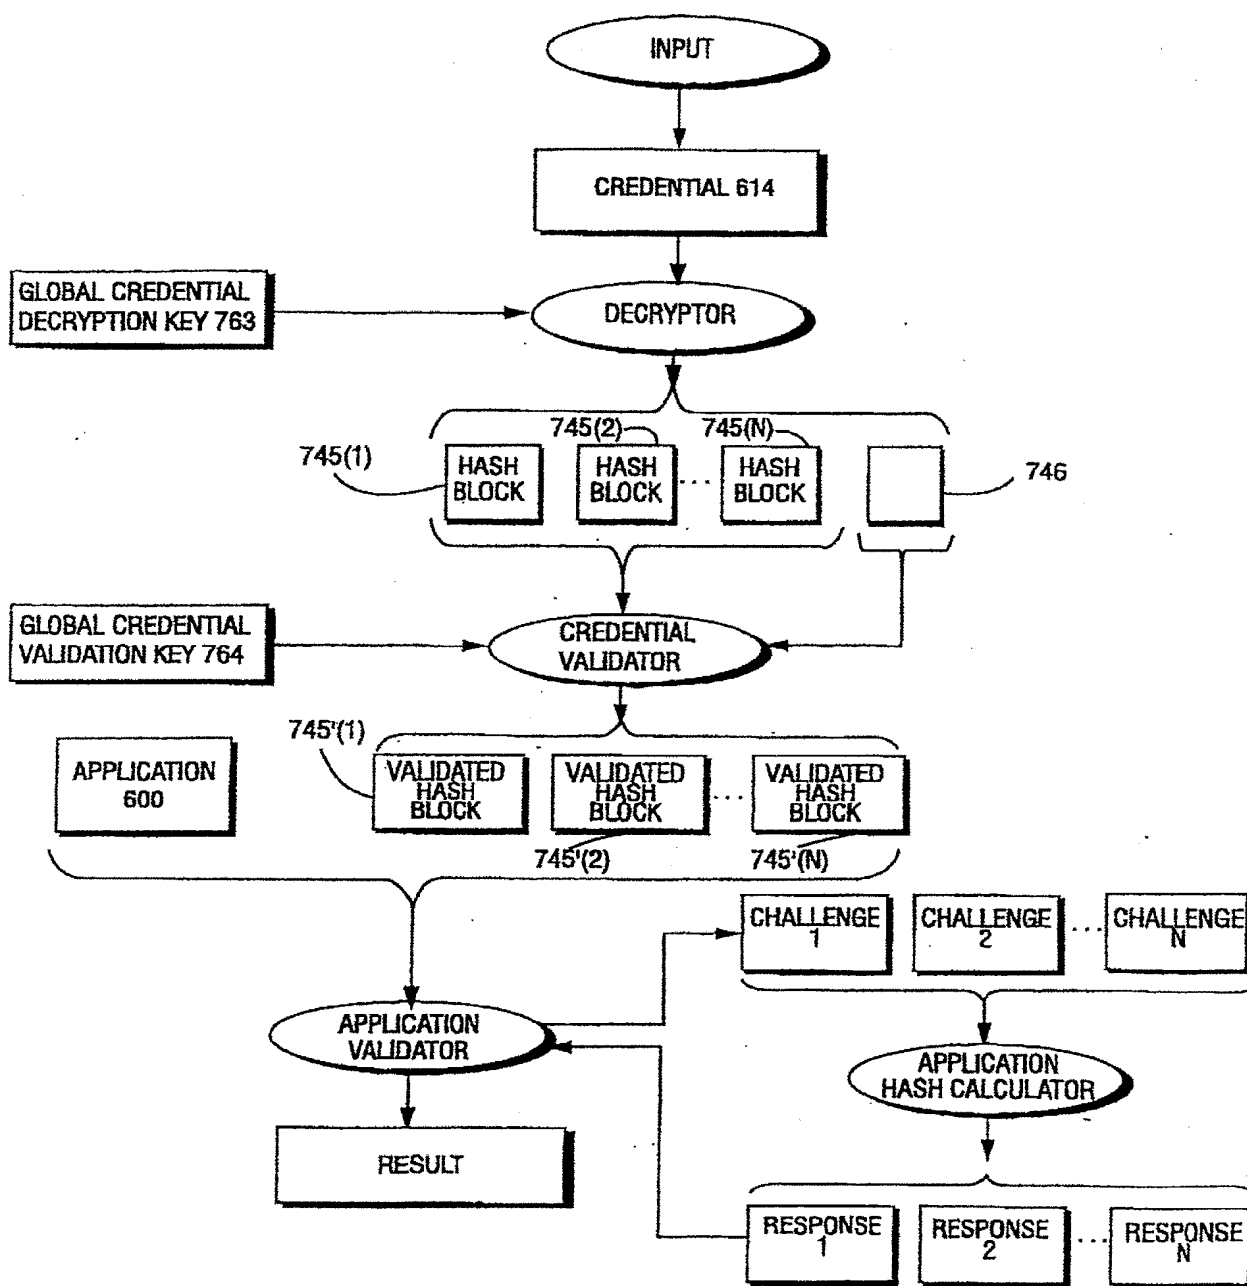 INPUT
CREDENTIAL 614
GLOBAL CREDENTIAL
DECRYPTION KEY 763
DECRYPTOR
745(1)
745(2)
745(N)
HASH
BLOCK
HASH
BLOCK
...
HASH
BLOCK
746
GLOBAL CREDENTIAL
VALIDATION KEY 764
CREDENTIAL
VALIDATOR
745'(1)
APPLICATION
600
VALIDATED
HASH
BLOCK
VALIDATED
HASH
BLOCK
...
VALIDATED
HASH
BLOCK
745'(2)
745'(N)
CHALLENGE
1
CHALLENGE
2
...
CHALLENGE
N
APPLICATION
VALIDATOR
APPLICATION
HASH CALCULATOR
RESULT
RESPONSE
1
RESPONSE
2
...
RESPONSE
N